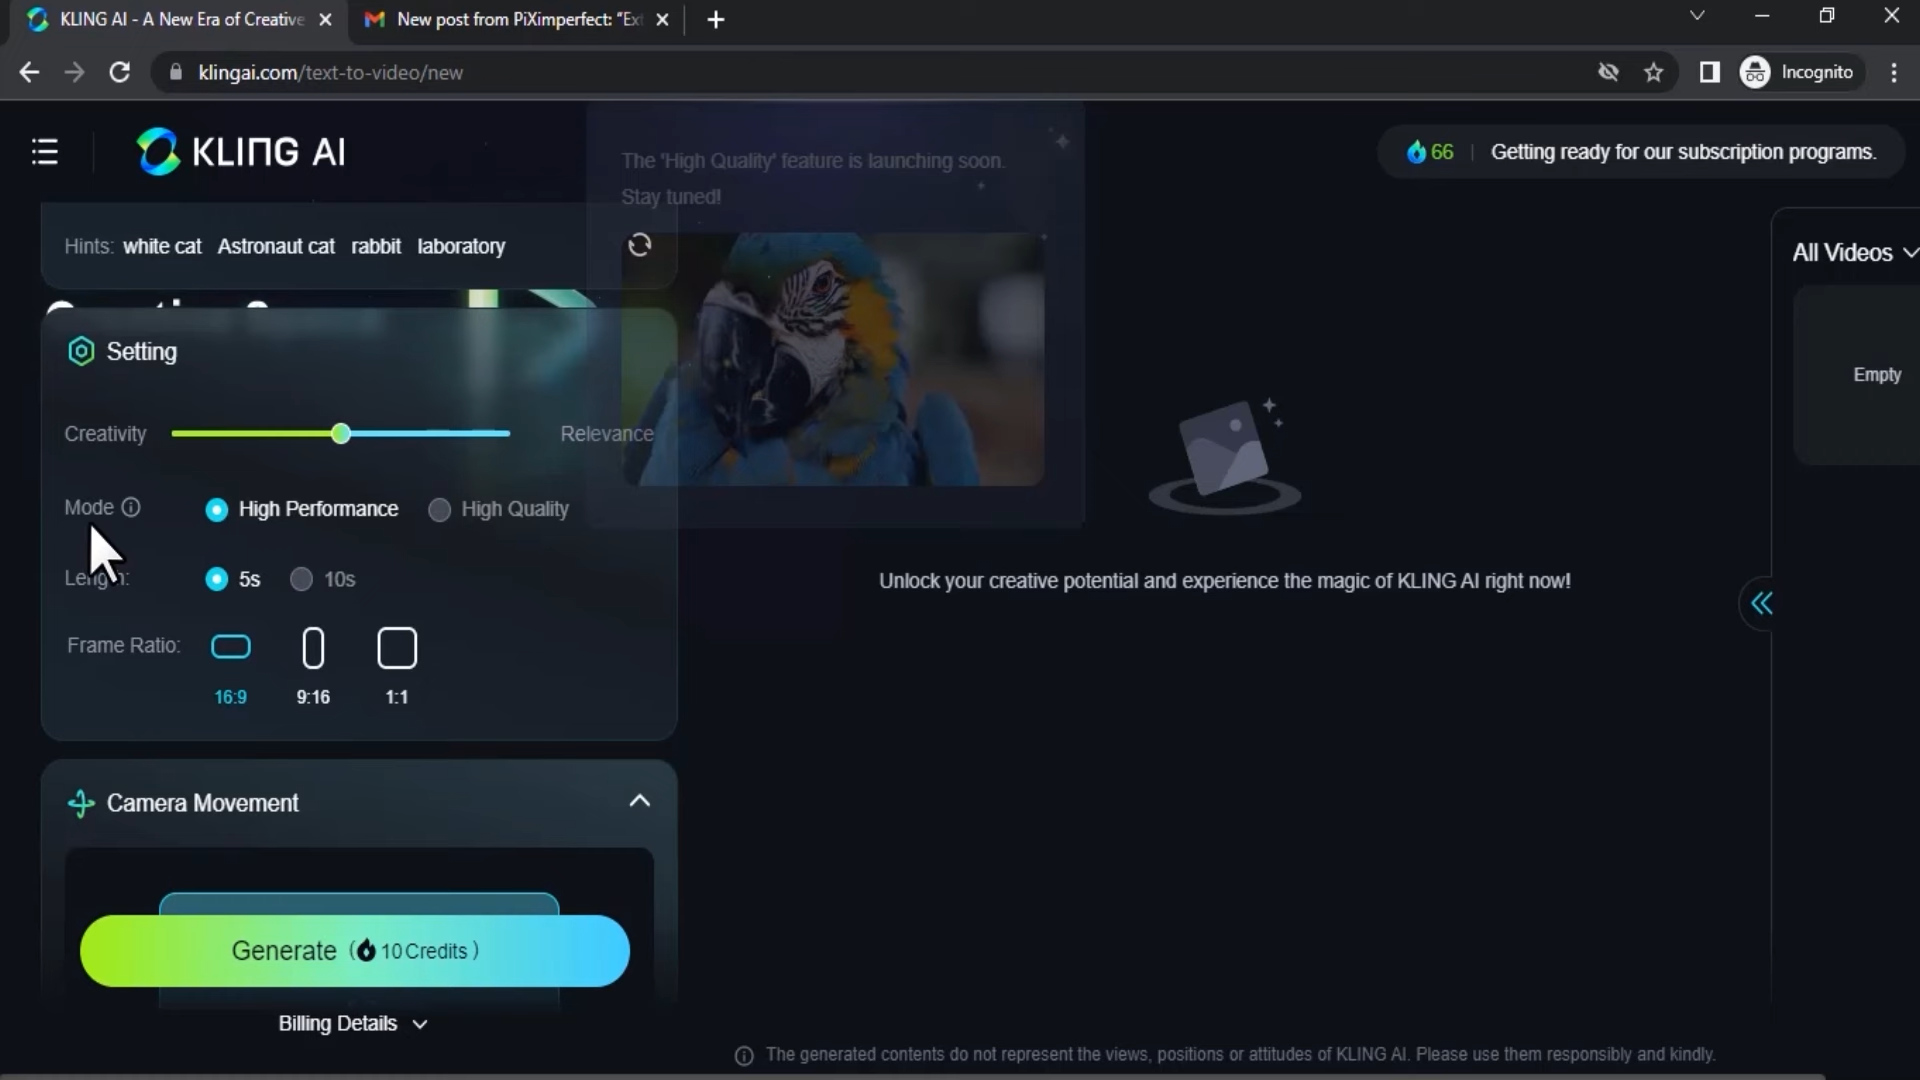 KLING AI - A New Era of Creative
New post from PiXimperfect: "Ex
klingai.com/text-to-video/new
Incognito
KLING AI
The 'High Quality' feature is launching soon.
Stay tuned!
66
Getting ready for our subscription programs.
Hints: white cat Astronaut cat rabbit laboratory
All Videos
Empty
Setting
Creativity
Relevance
Mode
High Performance
High Quality
Length:
5s
10s
Unlock your creative potential and experience the magic of KLING AI right now!
Frame Ratio:
16:9
9:16
1:1
Camera Movement
Generate ( 10 Credits )
Billing Details
The generated contents do not represent the views, positions or attitudes of KLING AI. Please use them responsibly and kindly.